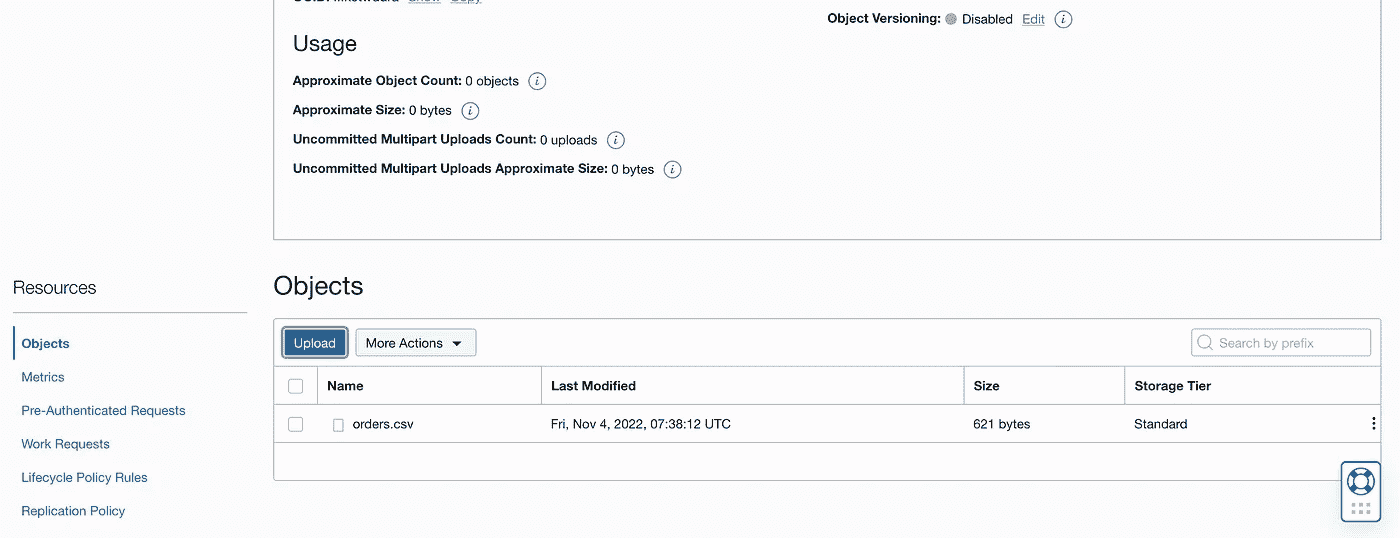 Object Versioning: Disabled Edit
Usage
Approximate Object Count: 0 objects
Approximate Size: 0 bytes
Uncommitted Multipart Uploads Count: 0 uploads
Uncommitted Multipart Uploads Approximate Size: 0 bytes
Resources
Objects
Metrics
Pre-Authenticated Requests
Work Requests
Lifecycle Policy Rules
Replication Policy
Objects
Upload More Actions Search by prefix
Name Last Modified Size Storage Tier
orders.csv Fri, Nov 4, 2022, 07:38:12 UTC 621 bytes Standard